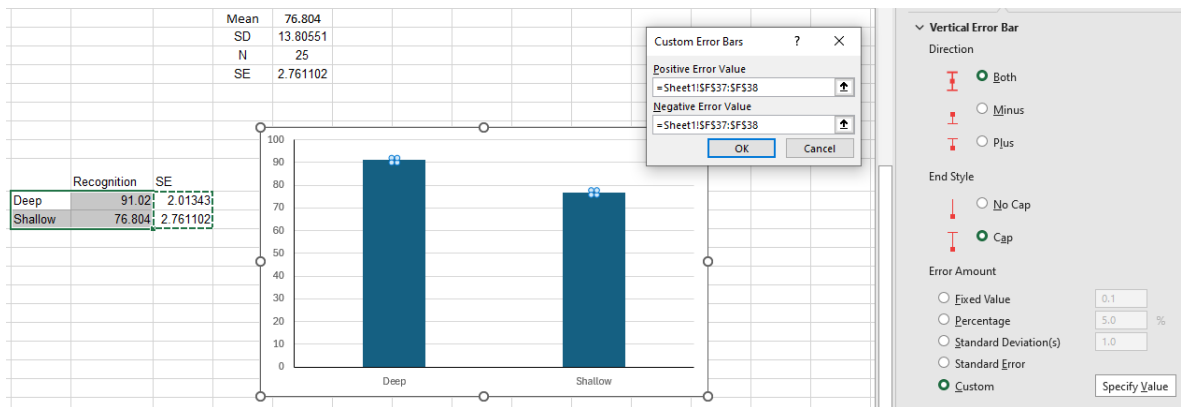 Mean 76.804
SD 13.80551
N 25
SE 2.761102
Recognition SE
Deep 91.02 2.01343
Shallow 76.804 2.761102
100
90
80
70
60
50
40
30
20
10
0
Deep Shallow
Custom Error Bars ? ×
Positive Error Value
=Sheet1!$F$37:$F$38
Negative Error Value
=Sheet1!$F$37:$F$38
OK Cancel
Vertical Error Bar
Direction
Both
Minus
Plus
End Style
No Cap
Cap
Error Amount
Fixed Value 0.1
Percentage 5.0 %
Standard Deviation(s) 1.0
Standard Error
Custom Specify Value